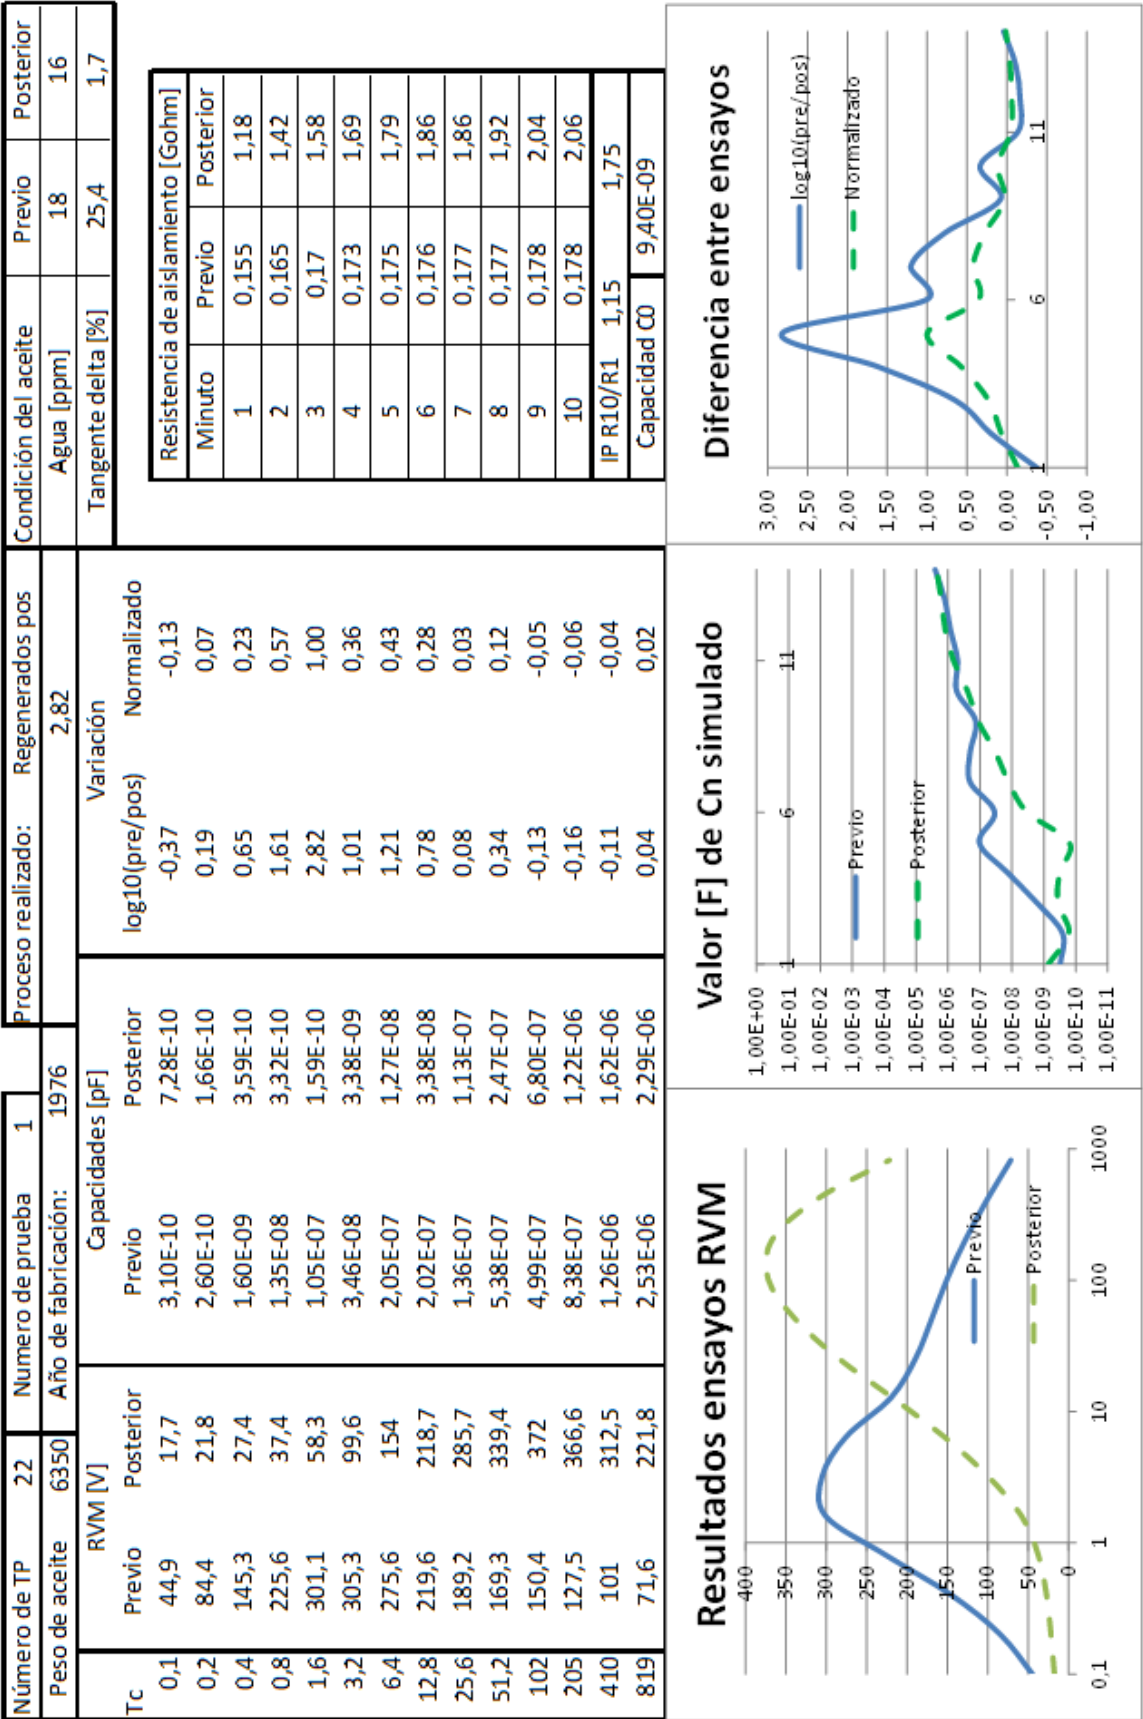 Número de TP 22 Numero de prueba 1 Proceso realizado: Regenerados pos Condición del aceite Previo Posterior
Peso de aceite 6350 Año de fabricación: 1976 2,82 Agua [ppm] 18 16
RVM [V] Capacidades [pF] Variación Tangente delta [%] 25,4 1,7
Tc Previo Posterior Previo Posterior log10(pre/pos) Normalizado
0,1 44,9 17,7 3,10E-10 7,28E-10 -0,37 -0,13
0,2 84,4 21,8 2,60E-10 1,66E-10 0,19 0,07
0,4 145,3 27,4 1,60E-09 3,59E-10 0,65 0,23
0,8 225,6 37,4 1,35E-08 3,32E-10 1,61 0,57
1,6 301,1 58,3 1,05E-07 1,59E-10 2,82 1,00
3,2 305,3 99,6 3,46E-08 3,38E-09 1,01 0,36
6,4 275,6 154 2,05E-07 1,27E-08 1,21 0,43
12,8 219,6 218,7 2,02E-07 3,38E-08 0,78 0,28
25,6 189,2 285,7 1,36E-07 1,13E-07 0,08 0,03
51,2 169,3 339,4 5,38E-07 2,47E-07 0,34 0,12
102 150,4 372 4,99E-07 6,80E-07 -0,13 -0,05
205 127,5 366,6 8,38E-07 1,22E-06 -0,16 -0,06
410 101 312,5 1,26E-06 1,62E-06 -0,11 -0,04
819 71,6 221,8 2,53E-06 2,29E-06 0,04 0,02
Resistencia de aislamiento [Gohm]
Minuto Previo Posterior
1 0,155 1,18
2 0,165 1,42
3 0,17 1,58
4 0,173 1,69
5 0,175 1,79
6 0,176 1,86
7 0,177 1,86
8 0,177 1,92
9 0,178 2,04
10 0,178 2,06
IP R10/R1 1,15 1,75
Capacidad C0 9,40E-09
Resultados ensayos RVM
400
350
300
250
200
150
100
50
0
0,1 1 10 100 1000
Previo
Posterior
Valor [F] de Cn simulado
1,00E+00
1,00E-01
1,00E-02
1,00E-03
1,00E-04
1,00E-05
1,00E-06
1,00E-07
1,00E-08
1,00E-09
1,00E-10
1,00E-11
1 6 11
Previo
Posterior
Diferencia entre ensayos
3,00
2,50
2,00
1,50
1,00
0,50
0,00
-0,50
-1,00
1 6 11
log10(pre/pos)
Normalizado